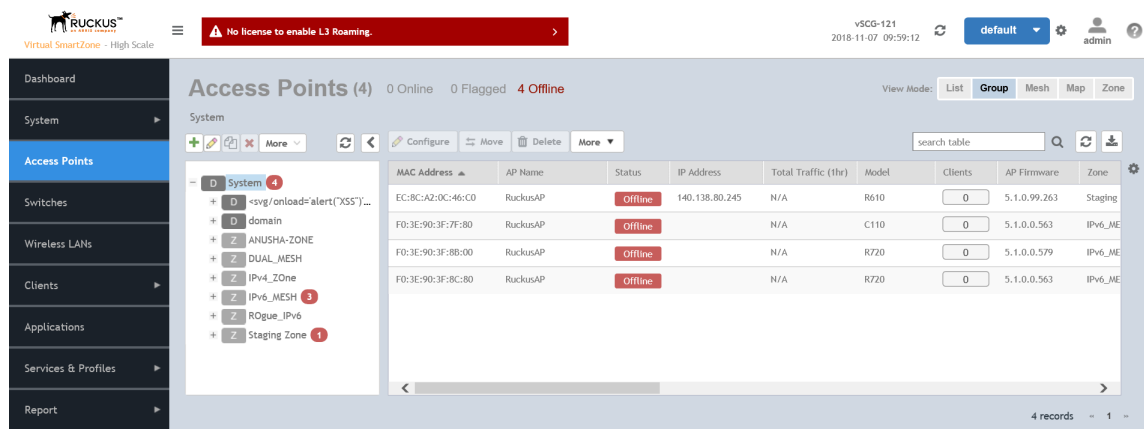 RUCKUS™
an ARRIS company
Virtual SmartZone - High Scale
No license to enable L3 Roaming.
vSCG-121
2018-11-07 09:59:12
default
admin
Dashboard
System
Access Points
Switches
Wireless LANs
Clients
Applications
Services & Profiles
Report
Access Points (4) 0 Online 0 Flagged 4 Offline
View Mode: List Group Mesh Map Zone
System
More
Configure Move Delete More
search table
D System 4
D <svg/onload='alert("XSS")'...
D domain
Z ANUSHA-ZONE
Z DUAL_MESH
Z IPv4_ZOne
Z IPv6_MESH 3
Z ROgue_IPv6
Z Staging Zone 1
MAC Address AP Name Status IP Address Total Traffic (1hr) Model Clients AP Firmware Zone
EC:8C:A2:0C:46:C0 RuckusAP Offline 140.138.80.245 N/A R610 0 5.1.0.99.263 Staging
F0:3E:90:3F:7F:80 RuckusAP Offline N/A C110 0 5.1.0.0.563 IPv6_ME
F0:3E:90:3F:8B:00 RuckusAP Offline N/A R720 0 5.1.0.0.579 IPv6_ME
F0:3E:90:3F:8C:80 RuckusAP Offline N/A R720 0 5.1.0.0.563 IPv6_ME
4 records 1